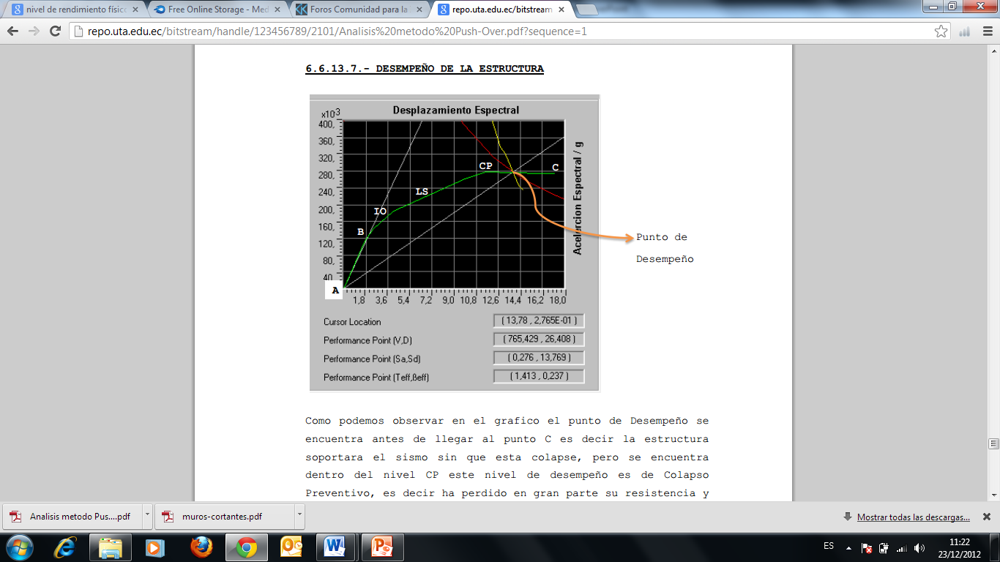 nivel de rendimiento físico
Free Online Storage - Med
Foros Comunidad para la
repo.uta.edu.ec/bitstream
repo.uta.edu.ec/bitstream/handle/123456789/2101/Analisis%20metodo%20Push-Over.pdf?sequence=1
6.6.13.7.- DESEMPEÑO DE LA ESTRUCTURA
Desplazamiento Espectral
x10-3
400,
360,
320,
280,
240,
200,
160,
120,
80,
40,
A
B
IO
LS
CP
C
Acelercion Espectral / g
1,8 3,6 5,4 7,2 9,0 10,8 12,6 14,4 16,2 18,0
Punto de
Desempeño
Cursor Location ( 13,78 , 2,765E-01 )
Performance Point (V,D) ( 765,429 , 26,408 )
Performance Point (Sa,Sd) ( 0,276 , 13,769 )
Performance Point (Teff,ßeff) ( 1,413 , 0,237 )
Como podemos observar en el grafico el punto de Desempeño se
encuentra antes de llegar al punto C es decir la estructura
soportara el sismo sin que esta colapse, pero se encuentra
dentro del nivel CP este nivel de desempeño es de Colapso
Preventivo, es decir ha perdido en gran parte su resistencia y
Analisis metodo Pus....pdf
muros-cortantes.pdf
Mostrar todas las descargas...
ES
11:22
23/12/2012